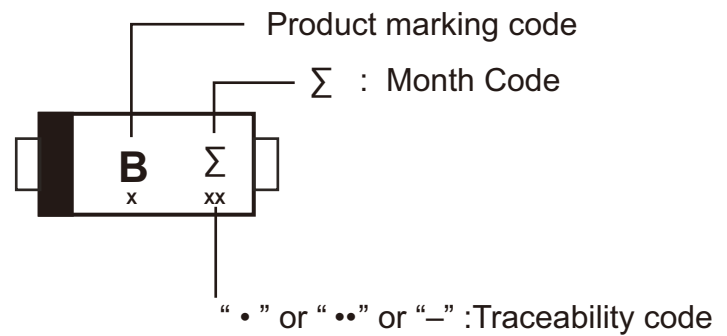 Product marking code
∑ : Month Code
B ∑
x xx
“ • ” or “ ••” or “–” :Traceability code